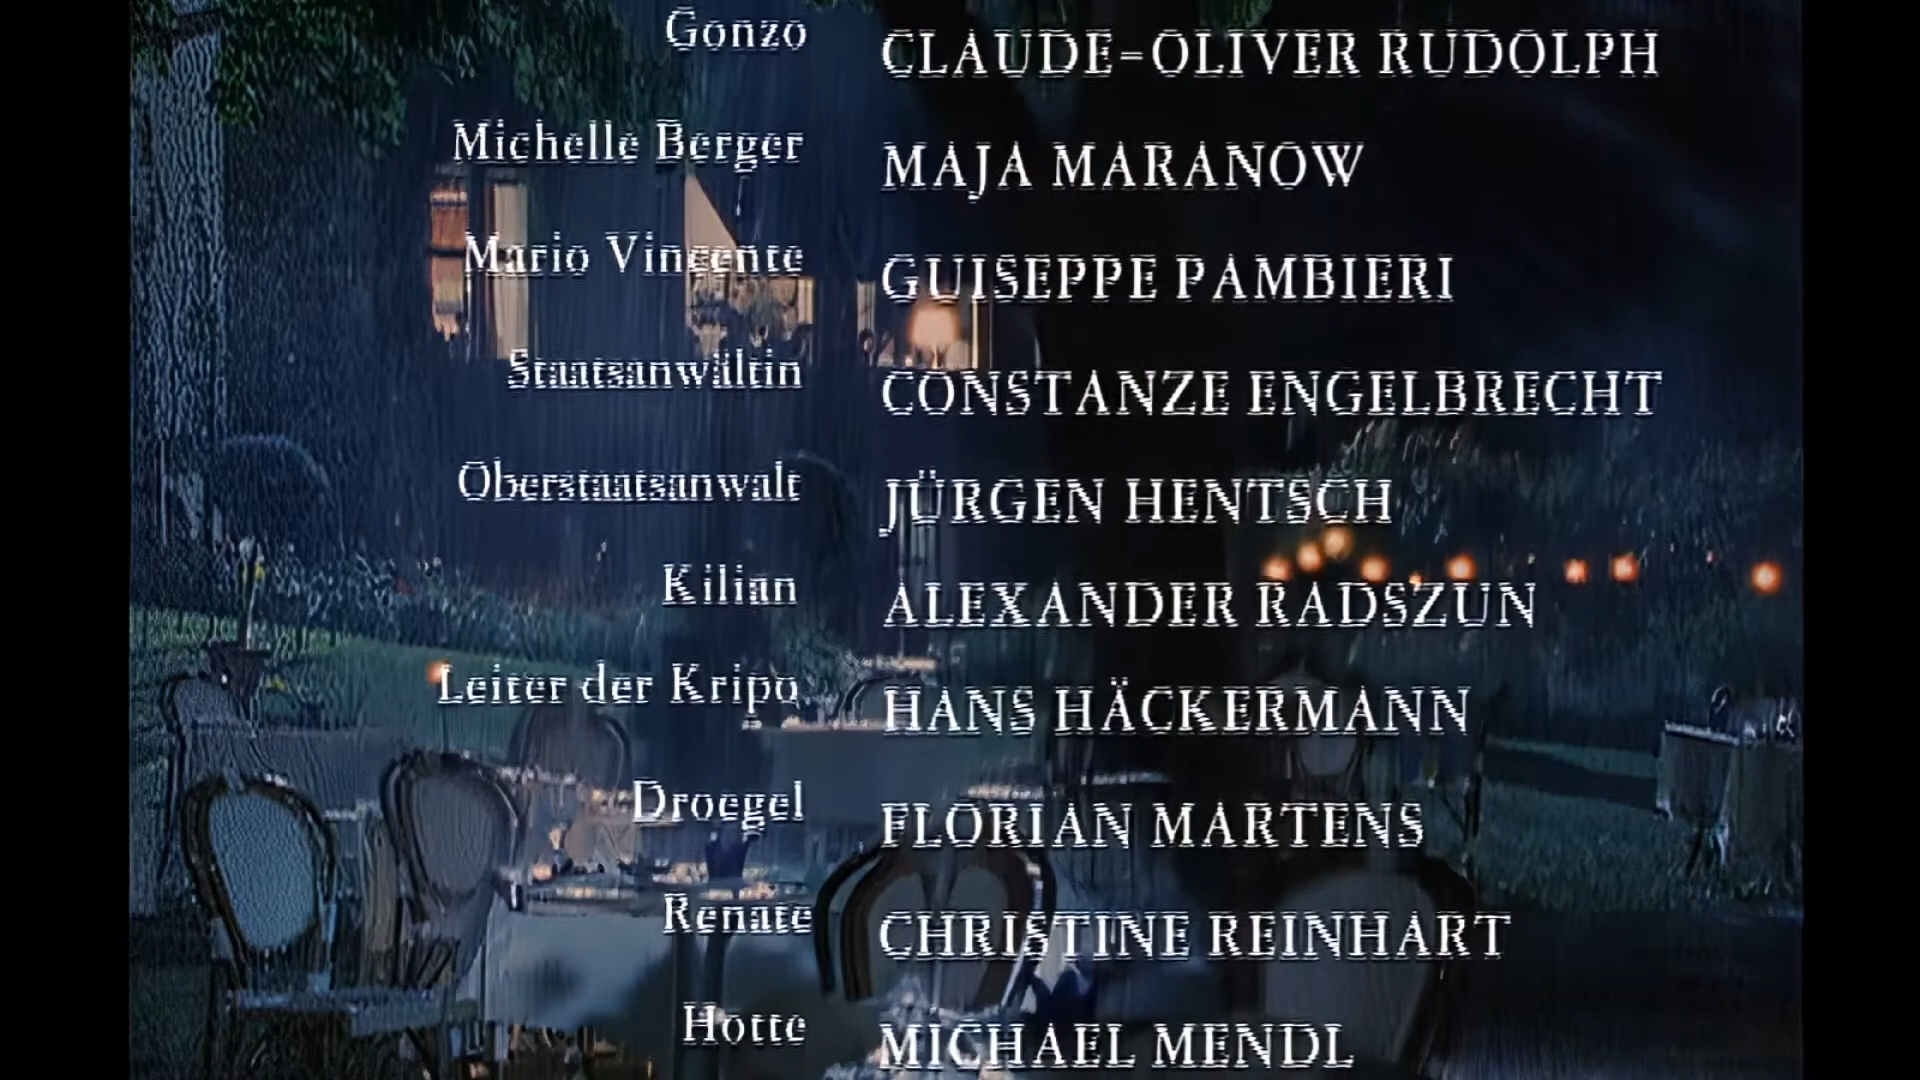 Gonzo CLAUDE-OLIVER RUDOLPH
Michelle Berger MAJA MARANOW
Mario Vincente GUISEPPE PAMBIERI
Staatsanwältin CONSTANZE ENGELBRECHT
Oberstaatsanwalt JÜRGEN HENTSCH
Kilian ALEXANDER RADSZUN
Leiter der Kripo HANS HÄCKERMANN
Droegel FLORIAN MARTENS
Renate CHRISTINE REINHART
Hotte MICHAEL MENDL